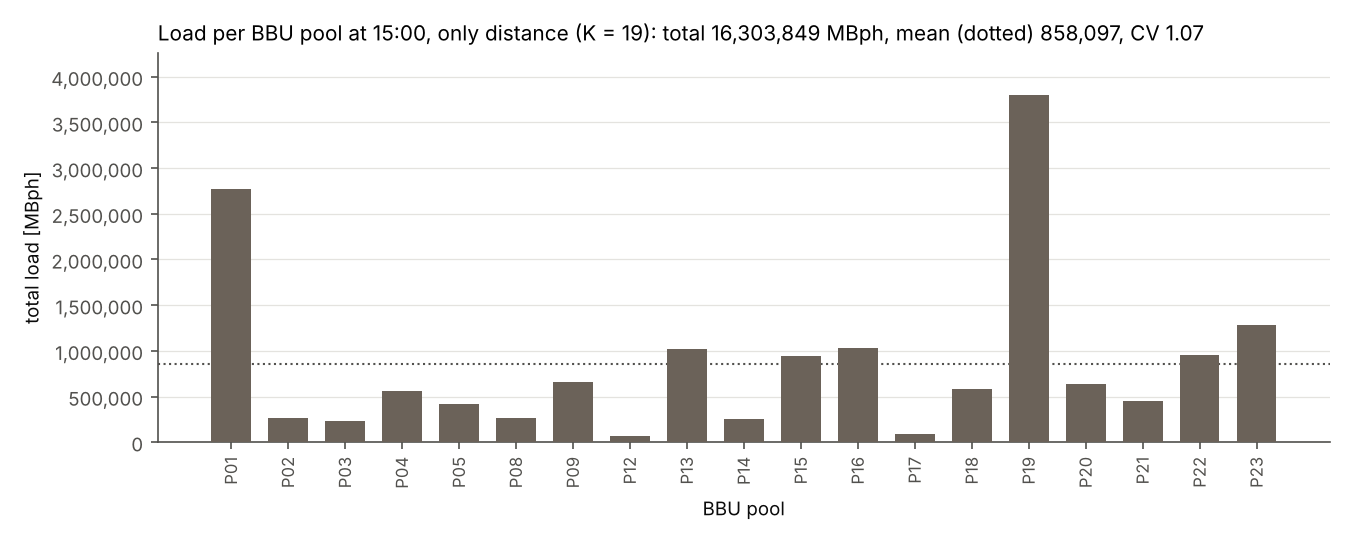 Load per BBU pool at 15:00, only distance (K = 19): total 16,303,849 MBph, mean (dotted) 858,097, CV 1.07
total load [MBph]
4,000,000
3,500,000
3,000,000
2,500,000
2,000,000
1,500,000
1,000,000
500,000
0
P01 P02 P03 P04 P05 P08 P09 P12 P13 P14 P15 P16 P17 P18 P19 P20 P21 P22 P23
BBU pool